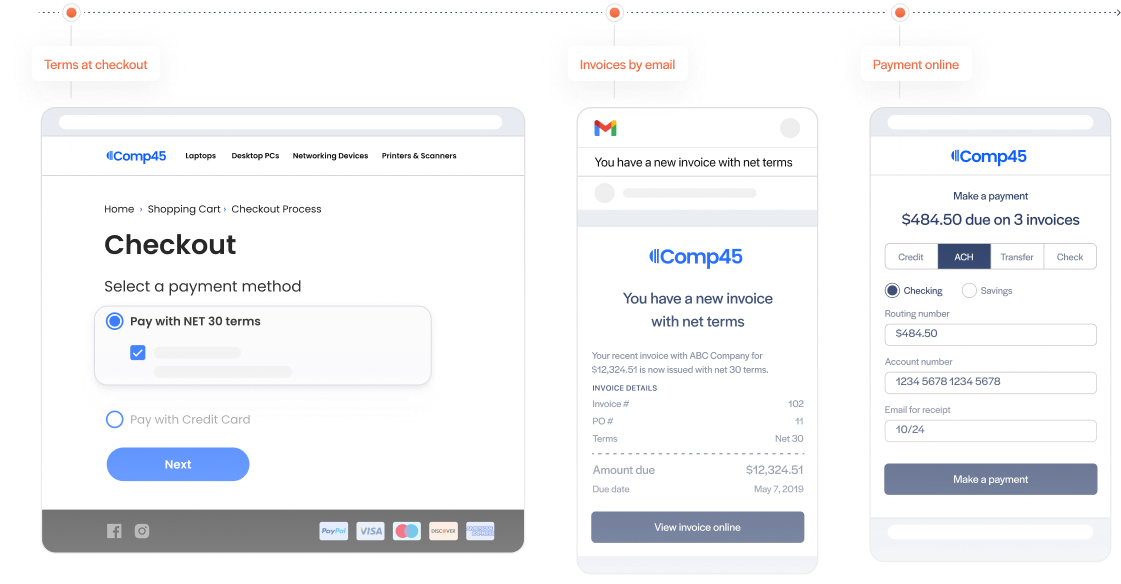 Terms at checkout
Invoices by email
Payment online
Comp45
Laptops Desktop PCs Networking Devices Printers & Scanners
Home › Shopping Cart › Checkout Process
Checkout
Select a payment method
Pay with NET 30 terms
Pay with Credit Card
Next
PayPal VISA DISCOVER AMERICAN EXPRESS
You have a new invoice with net terms
Comp45
You have a new invoice
with net terms
Your recent invoice with ABC Company for
$12,324.51 is now issued with net 30 terms.
INVOICE DETAILS
Invoice # 102
PO # 11
Terms Net 30
Amount due $12,324.51
Due date May 7, 2019
View invoice online
Comp45
Make a payment
$484.50 due on 3 invoices
Credit ACH Transfer Check
Checking Savings
Routing number
$484.50
Account number
1234 5678 1234 5678
Email for receipt
10/24
Make a payment